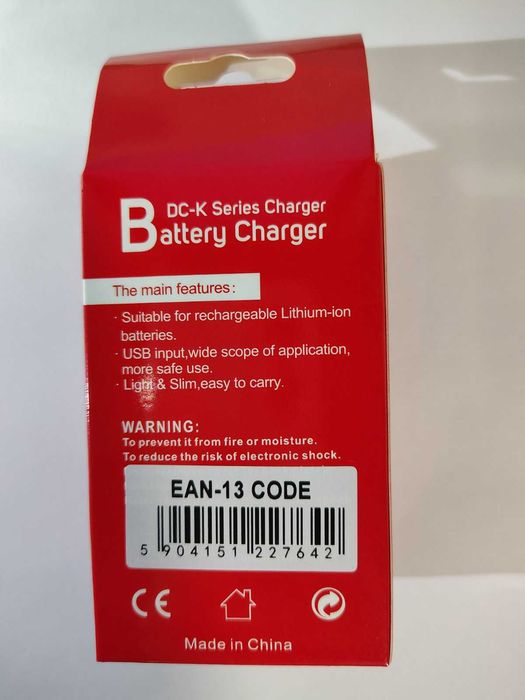 DC-K Series Charger
Battery Charger
The main features:
· Suitable for rechargeable Lithium-ion
batteries.
· USB input,wide scope of application,
more safe use.
· Light & Slim,easy to carry.
WARNING:
To prevent it from fire or moisture.
To reduce the risk of electronic shock.
EAN-13 CODE
5 904151 227642
CE
Made in China